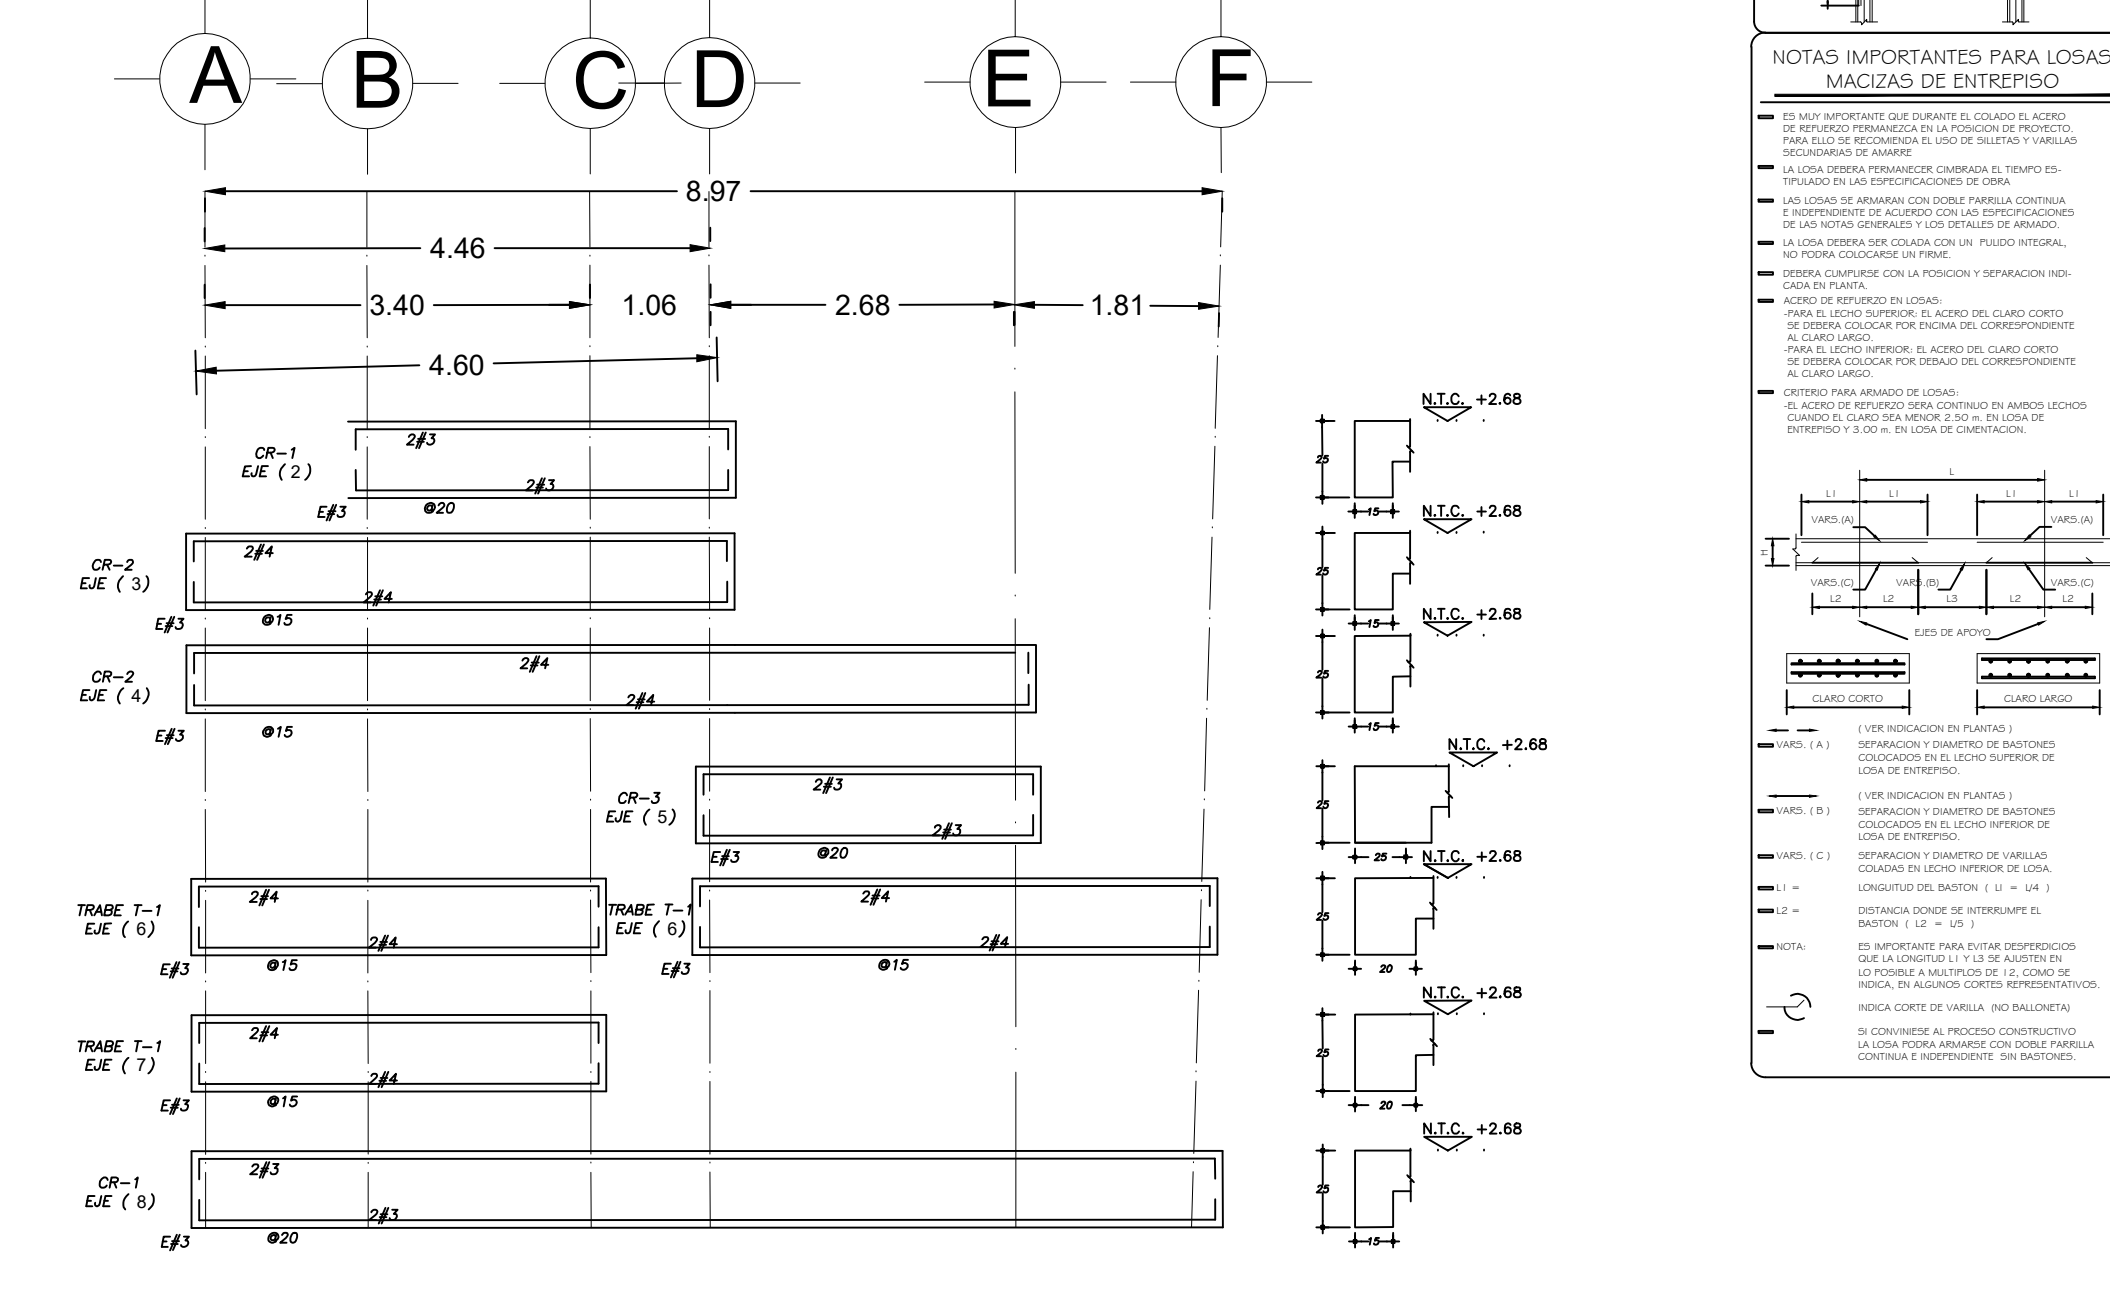 A B C D E F
8.97
4.46
3.40 1.06 2.68 1.81
4.60
CR-1
EJE ( 2 )
2#3
2#3
E#3 @20
25
15
N.T.C. +2.68
CR-2
EJE ( 3 )
2#4
2#4
E#3 @15
25
15
N.T.C. +2.68
CR-2
EJE ( 4 )
2#4
2#4
E#3 @15
25
15
N.T.C. +2.68
CR-3
EJE ( 5 )
2#3
2#3
E#3 @20
25
25
N.T.C. +2.68
TRABE T-1
EJE ( 6 )
2#4
2#4
E#3 @15
TRABE T-1
EJE ( 6 )
2#4
2#4
E#3 @15
25
20
N.T.C. +2.68
TRABE T-1
EJE ( 7 )
2#4
2#4
E#3 @15
25
20
N.T.C. +2.68
CR-1
EJE ( 8 )
2#3
2#3
E#3 @20
25
15
N.T.C. +2.68
NOTAS IMPORTANTES PARA LOSAS
MACIZAS DE ENTREPISO
ES MUY IMPORTANTE QUE DURANTE EL COLADO EL ACERO
DE REFUERZO PERMANEZCA EN LA POSICION DE PROYECTO.
PARA ELLO SE RECOMIENDA EL USO DE SILLETAS Y VARILLAS
SECUNDARIAS DE AMARRE
LA LOSA DEBERA PERMANECER CIMBRADA EL TIEMPO ES-
TIPULADO EN LAS ESPECIFICACIONES DE OBRA
LAS LOSAS SE ARMARAN CON DOBLE PARRILLA CONTINUA
E INDEPENDIENTE DE ACUERDO CON LAS ESPECIFICACIONES
DE LAS NOTAS GENERALES Y LOS DETALLES DE ARMADO.
LA LOSA DEBERA SER COLADA CON UN PULIDO INTEGRAL,
NO PODRA COLOCARSE UN FIRME.
DEBERA CUMPLIRSE CON LA POSICION Y SEPARACION INDI-
CADA EN PLANTA.
ACERO DE REFUERZO EN LOSAS:
-PARA EL LECHO SUPERIOR: EL ACERO DEL CLARO CORTO
SE DEBERA COLOCAR POR ENCIMA DEL CORRESPONDIENTE
AL CLARO LARGO.
-PARA EL LECHO INFERIOR: EL ACERO DEL CLARO CORTO
SE DEBERA COLOCAR POR DEBAJO DEL CORRESPONDIENTE
AL CLARO LARGO.
CRITERIO PARA ARMADO DE LOSAS:
-EL ACERO DE REFUERZO SERA CONTINUO EN AMBOS LECHOS
CUANDO EL CLARO SEA MENOR 2.50 m. EN LOSA DE
ENTREPISO Y 3.00 m. EN LOSA DE CIMENTACION.
L
L1 L1 L1 L1
VARS.(A) VARS.(A)
H
VARS.(C) VARS.(B) VARS.(C)
L2 L2 L3 L2 L2
EJES DE APOYO
CLARO CORTO CLARO LARGO
( VER INDICACION EN PLANTAS )
VARS. ( A ) SEPARACION Y DIAMETRO DE BASTONES
COLOCADOS EN EL LECHO SUPERIOR DE
LOSA DE ENTREPISO.
( VER INDICACION EN PLANTAS )
VARS. ( B ) SEPARACION Y DIAMETRO DE BASTONES
COLOCADOS EN EL LECHO INFERIOR DE
LOSA DE ENTREPISO.
VARS. ( C ) SEPARACION Y DIAMETRO DE VARILLAS
COLADAS EN LECHO INFERIOR DE LOSA.
L1 = LONGUITUD DEL BASTON ( L1 = L/4 )
L2 = DISTANCIA DONDE SE INTERRUMPE EL
BASTON ( L2 = L/5 )
NOTA: ES IMPORTANTE PARA EVITAR DESPERDICIOS
QUE LA LONGITUD L1 Y L3 SE AJUSTEN EN
LO POSIBLE A MULTIPLOS DE 12, COMO SE
INDICA, EN ALGUNOS CORTES REPRESENTATIVOS.
INDICA CORTE DE VARILLA (NO BALLONETA)
SI CONVINIESE AL PROCESO CONSTRUCTIVO
LA LOSA PODRA ARMARSE CON DOBLE PARRILLA
CONTINUA E INDEPENDIENTE SIN BASTONES.